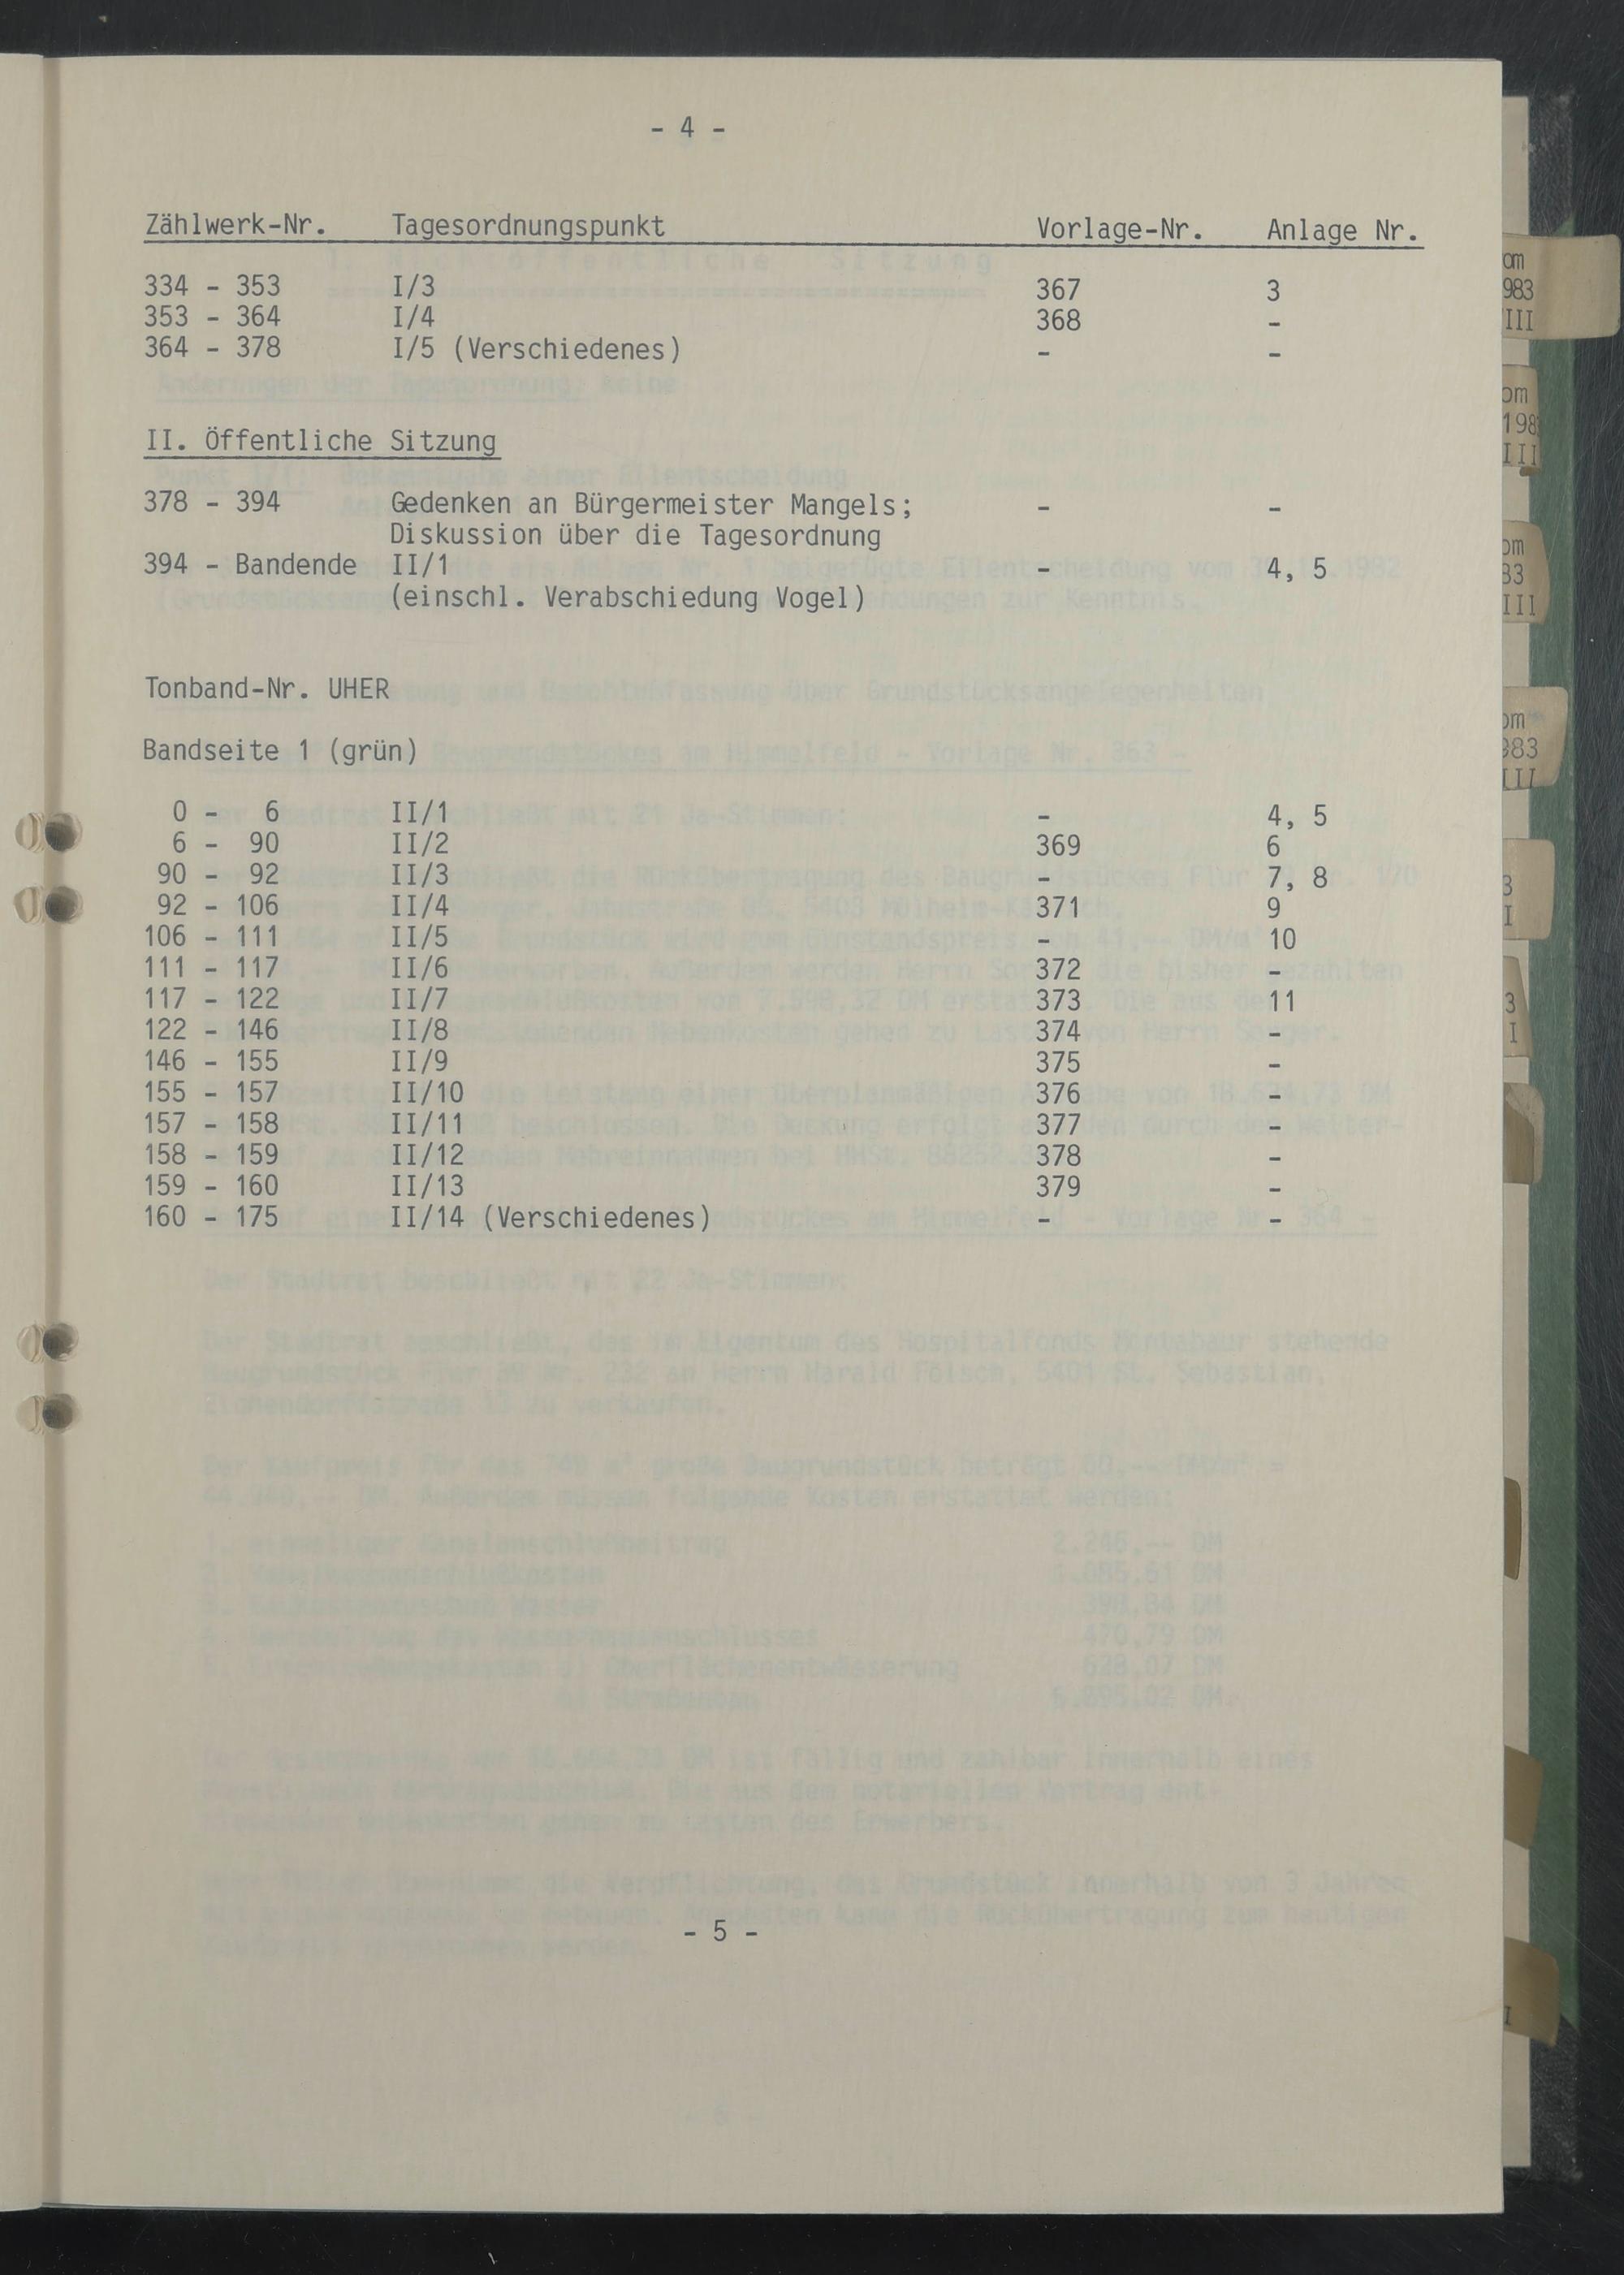 - 4 -
Zählwerk-Nr. Tagesordnungspunkt Vorlage-Nr. Anlage Nr.
334 - 353 I/3 367 3
353 - 364 I/4 368 -
364 - 378 I/5 (Verschiedenes) - -
II. Öffentliche Sitzung
378 - 394 Gedenken an Bürgermeister Mangels; - -
Diskussion über die Tagesordnung
394 - Bandende II/1 - 4, 5
(einschl. Verabschiedung Vogel)
Tonband-Nr. UHER
Bandseite 1 (grün)
0 - 6 II/1 - 4, 5
6 - 90 II/2 369 6
90 - 92 II/3 - 7, 8
92 - 106 II/4 371 9
106 - 111 II/5 - 10
111 - 117 II/6 372 -
117 - 122 II/7 373 11
122 - 146 II/8 374 -
146 - 155 II/9 375 -
155 - 157 II/10 376 -
157 - 158 II/11 377 -
158 - 159 II/12 378 -
159 - 160 II/13 379 -
160 - 175 II/14 (Verschiedenes) - -
- 5 -